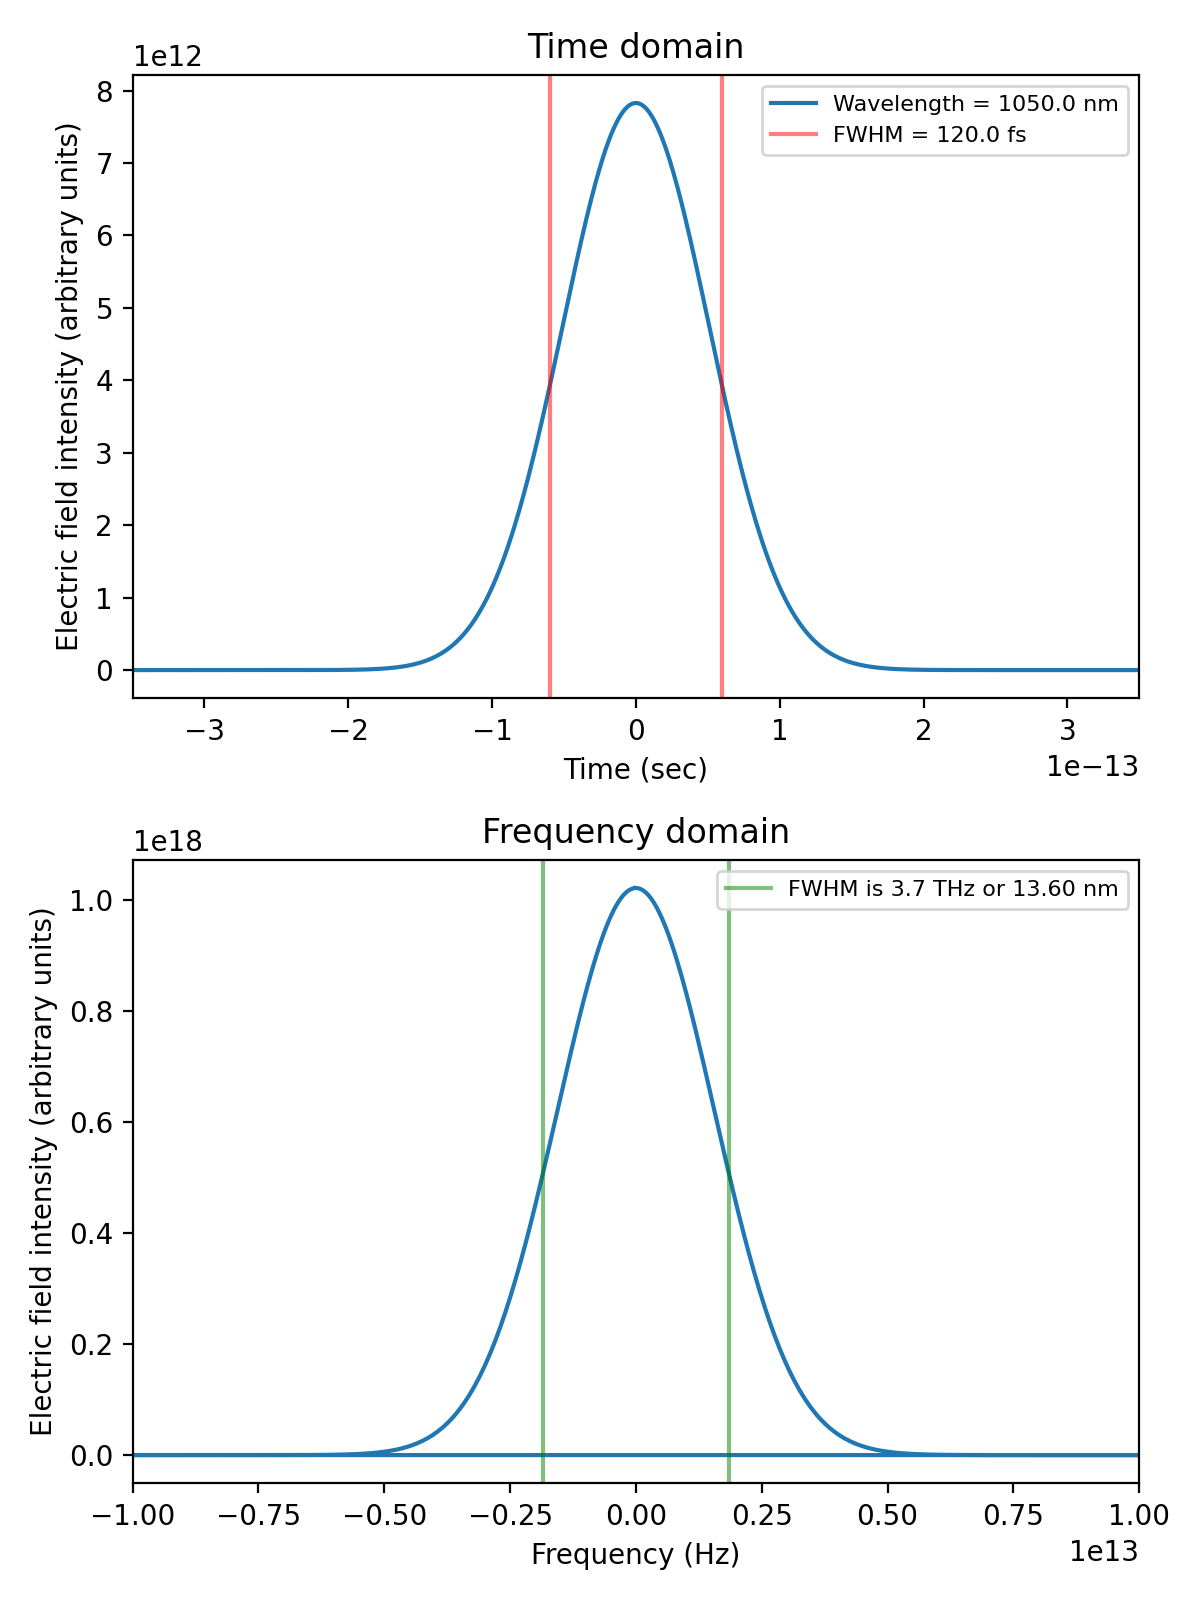 Time domain
1e12
Wavelength = 1050.0 nm
FWHM = 120.0 fs
Electric field intensity (arbitrary units)
8
7
6
5
4
3
2
1
0
−3 −2 −1 0 1 2 3
1e−13
Time (sec)
Frequency domain
1e18
FWHM is 3.7 THz or 13.60 nm
Electric field intensity (arbitrary units)
1.0
0.8
0.6
0.4
0.2
0.0
−1.00 −0.75 −0.50 −0.25 0.00 0.25 0.50 0.75 1.00
1e13
Frequency (Hz)